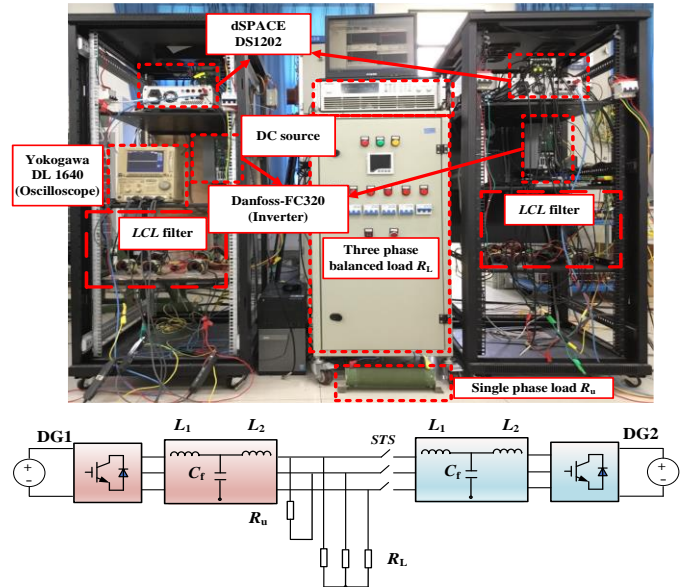 dSPACE
DS1202
DC source
Yokogawa
DL 1640
(Oscilloscope)
Danfoss-FC320
(Inverter)
LCL filter
LCL filter
Three phase
balanced load RL
Single phase load Ru
L1 L2 STS L1 L2
DG1 DG2
Cf Cf
Ru
RL